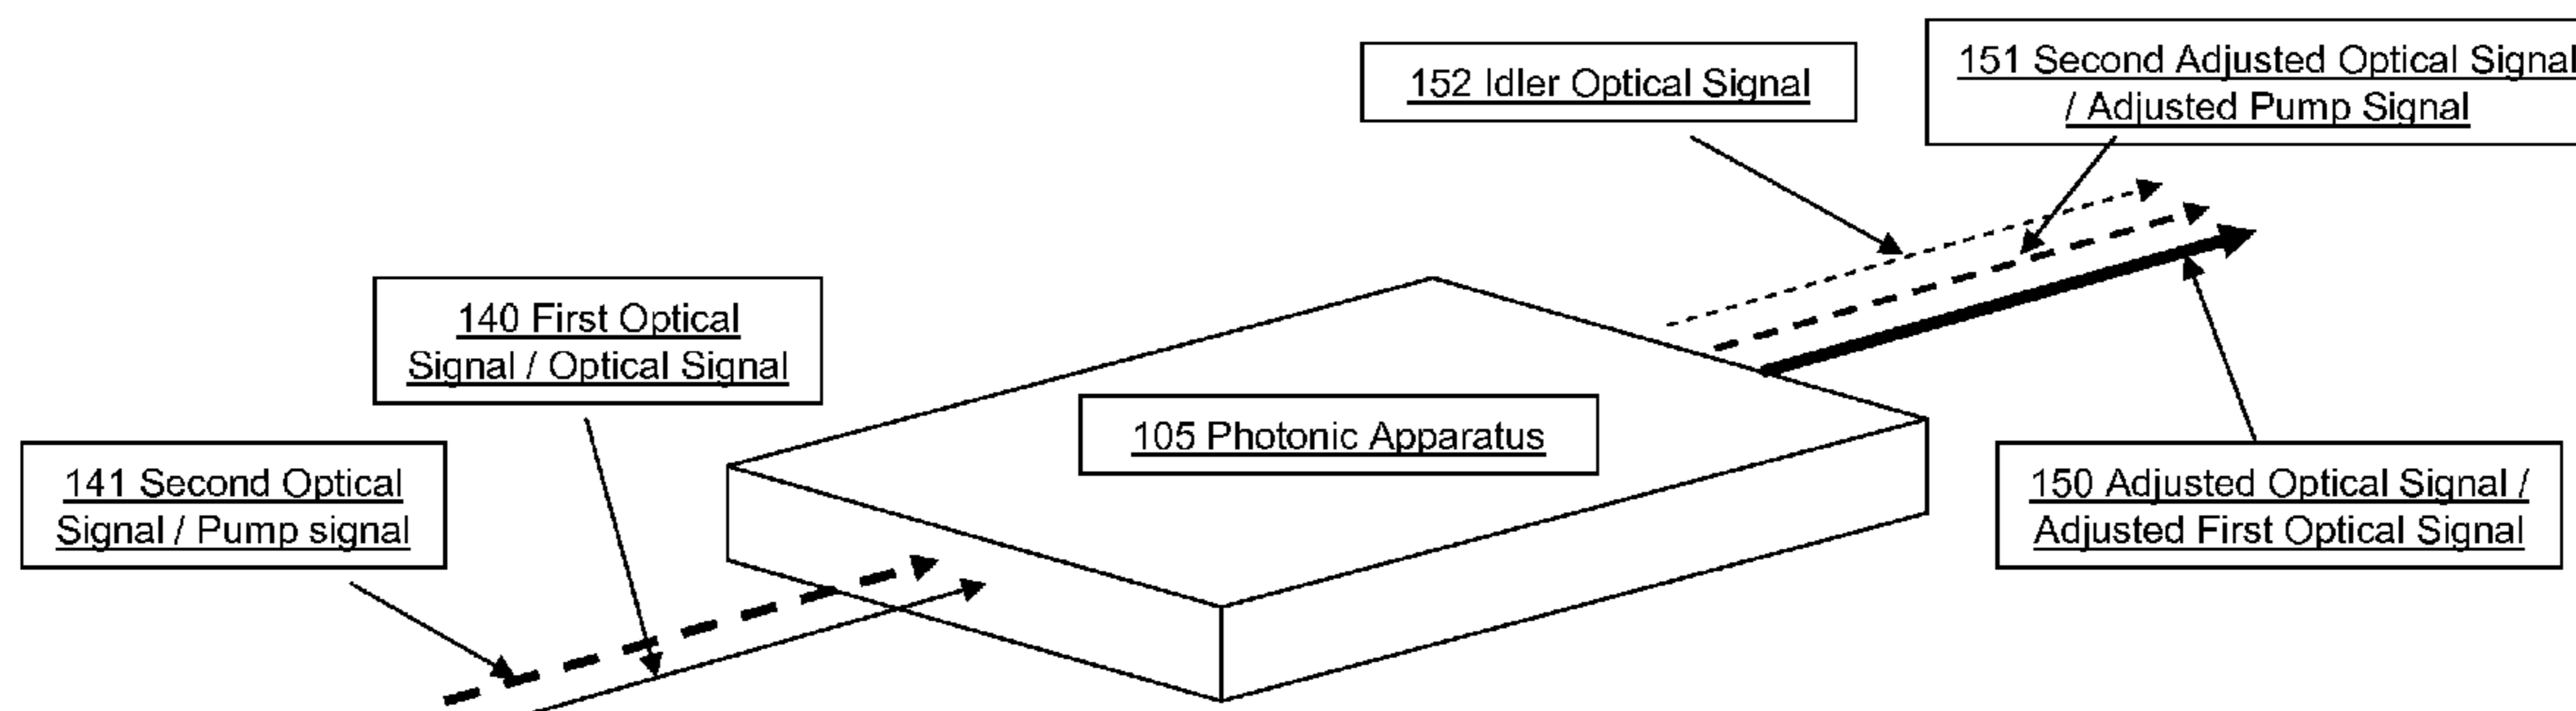 152 Idler Optical Signal
151 Second Adjusted Optical Signal
/ Adjusted Pump Signal
140 First Optical
Signal / Optical Signal
105 Photonic Apparatus
141 Second Optical
Signal / Pump signal
150 Adjusted Optical Signal /
Adjusted First Optical Signal